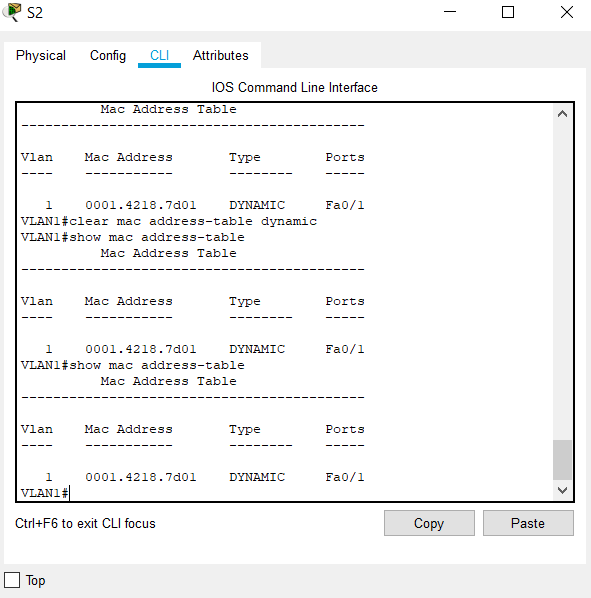 S2
Physical Config CLI Attributes
IOS Command Line Interface
Mac Address Table
-------------------------------------------
Vlan Mac Address Type Ports
---- ----------- -------- -----
1 0001.4218.7d01 DYNAMIC Fa0/1
VLAN1#clear mac address-table dynamic
VLAN1#show mac address-table
Mac Address Table
-------------------------------------------
Vlan Mac Address Type Ports
---- ----------- -------- -----
1 0001.4218.7d01 DYNAMIC Fa0/1
VLAN1#show mac address-table
Mac Address Table
-------------------------------------------
Vlan Mac Address Type Ports
---- ----------- -------- -----
1 0001.4218.7d01 DYNAMIC Fa0/1
VLAN1#
Ctrl+F6 to exit CLI focus Copy Paste
Top